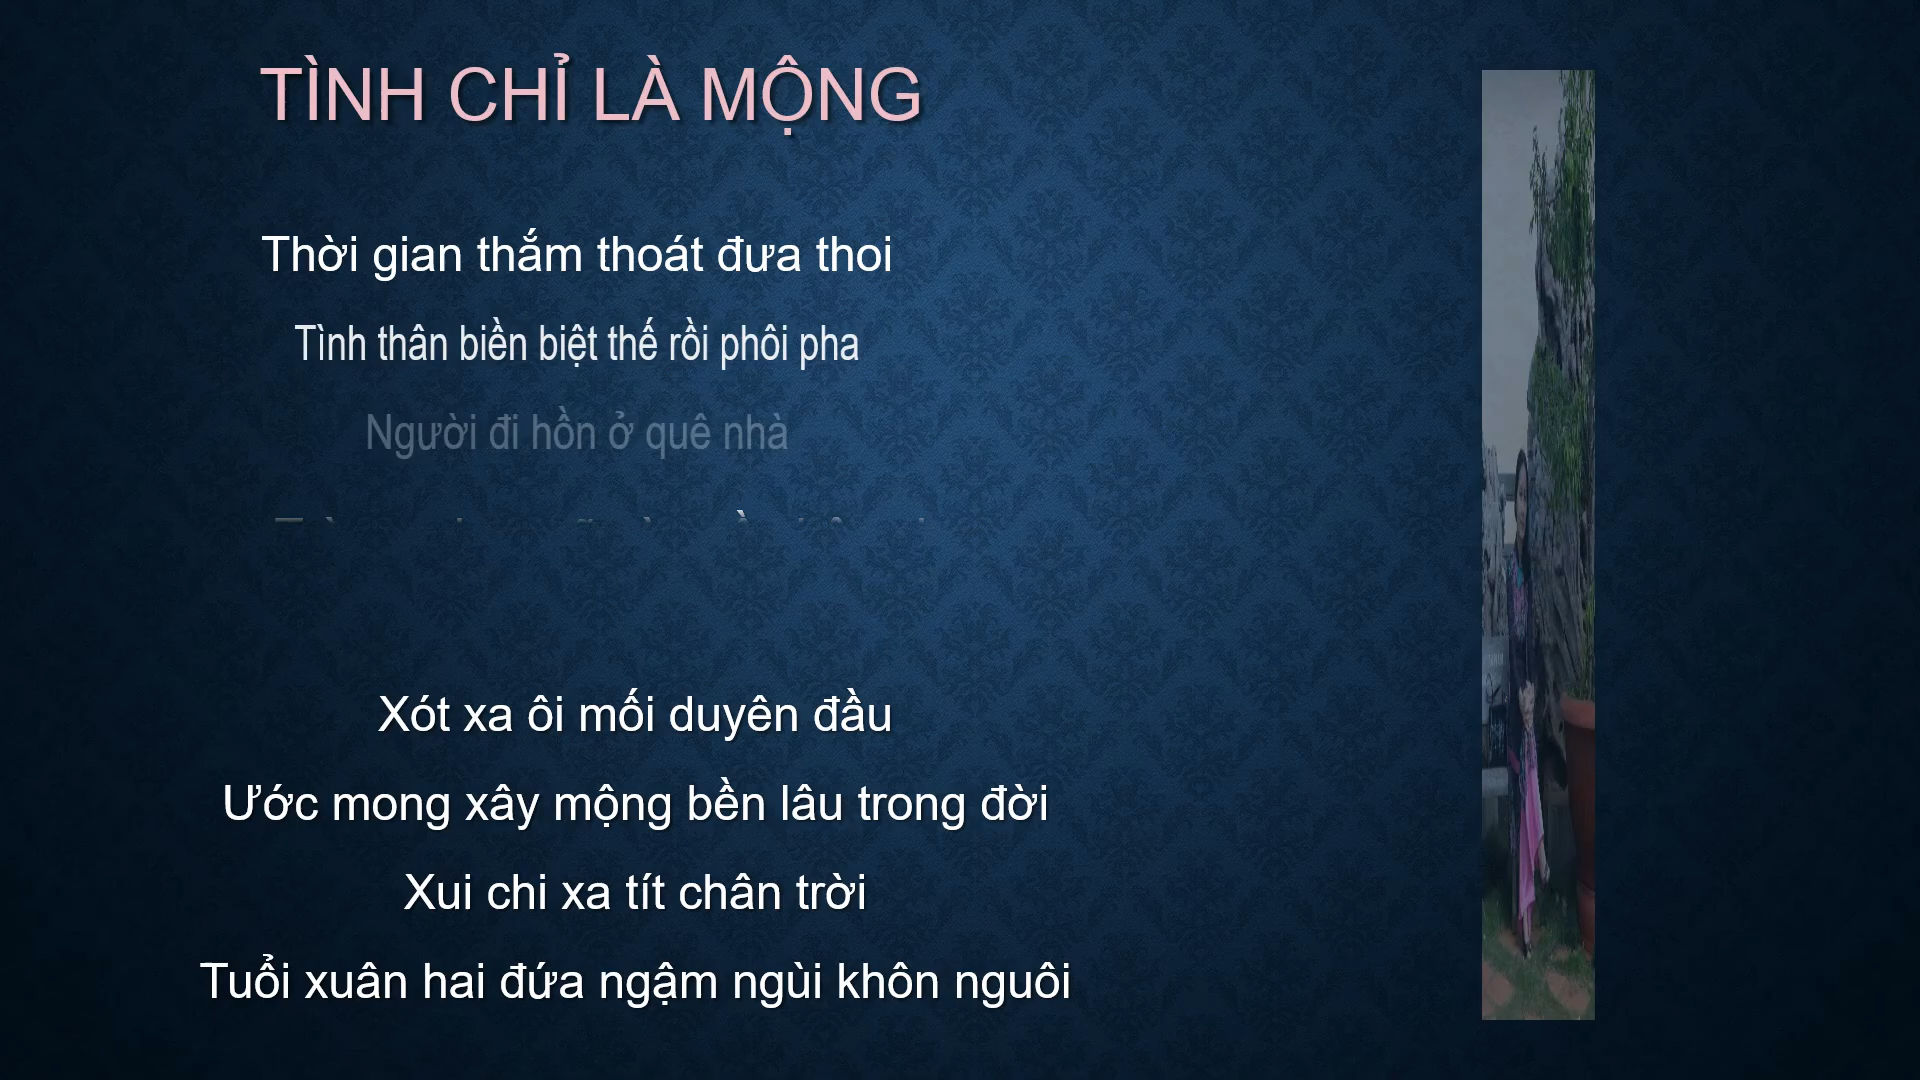 TÌNH CHỈ LÀ MỘNG
Thời gian thắm thoát đưa thoi
Tình thân biền biệt thế rồi phôi pha
Người đi hồn ở quê nhà
Xót xa ôi mối duyên đầu
Ước mong xây mộng bền lâu trong đời
Xui chi xa tít chân trời
Tuổi xuân hai đứa ngậm ngùi khôn nguôi